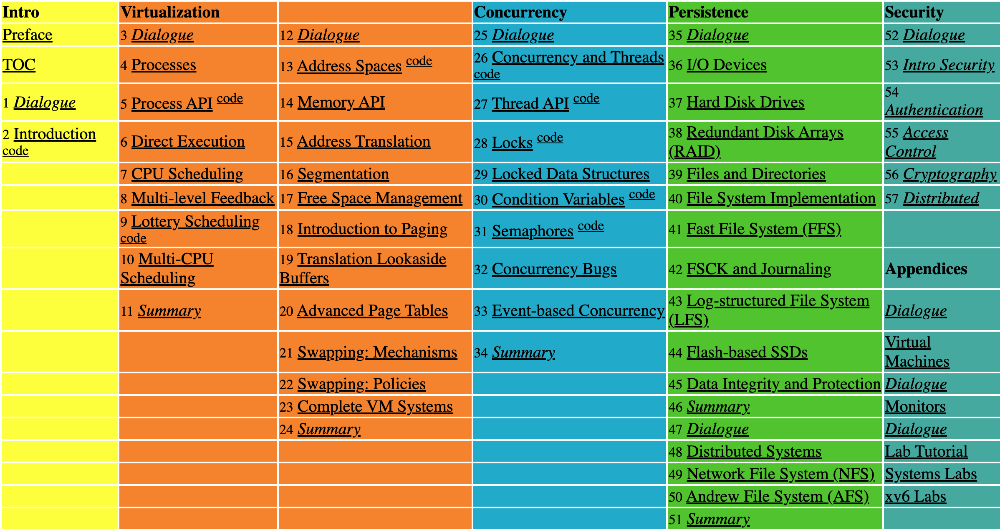 Intro Virtualization Concurrency Persistence Security
Preface 3 Dialogue 12 Dialogue 25 Dialogue 35 Dialogue 52 Dialogue
TOC 4 Processes 13 Address Spaces code 26 Concurrency and Threads code 36 I/O Devices 53 Intro Security
1 Dialogue 5 Process API code 14 Memory API 27 Thread API code 37 Hard Disk Drives 54 Authentication
2 Introduction code 6 Direct Execution 15 Address Translation 28 Locks code 38 Redundant Disk Arrays (RAID) 55 Access Control
7 CPU Scheduling 16 Segmentation 29 Locked Data Structures 39 Files and Directories 56 Cryptography
8 Multi-level Feedback 17 Free Space Management 30 Condition Variables code 40 File System Implementation 57 Distributed
9 Lottery Scheduling code 18 Introduction to Paging 31 Semaphores code 41 Fast File System (FFS)
10 Multi-CPU Scheduling 19 Translation Lookaside Buffers 32 Concurrency Bugs 42 FSCK and Journaling Appendices
11 Summary 20 Advanced Page Tables 33 Event-based Concurrency 43 Log-structured File System (LFS) Dialogue
21 Swapping: Mechanisms 34 Summary 44 Flash-based SSDs Virtual Machines
22 Swapping: Policies 45 Data Integrity and Protection Dialogue
23 Complete VM Systems 46 Summary Monitors
24 Summary 47 Dialogue Dialogue
48 Distributed Systems Lab Tutorial
49 Network File System (NFS) Systems Labs
50 Andrew File System (AFS) xv6 Labs
51 Summary